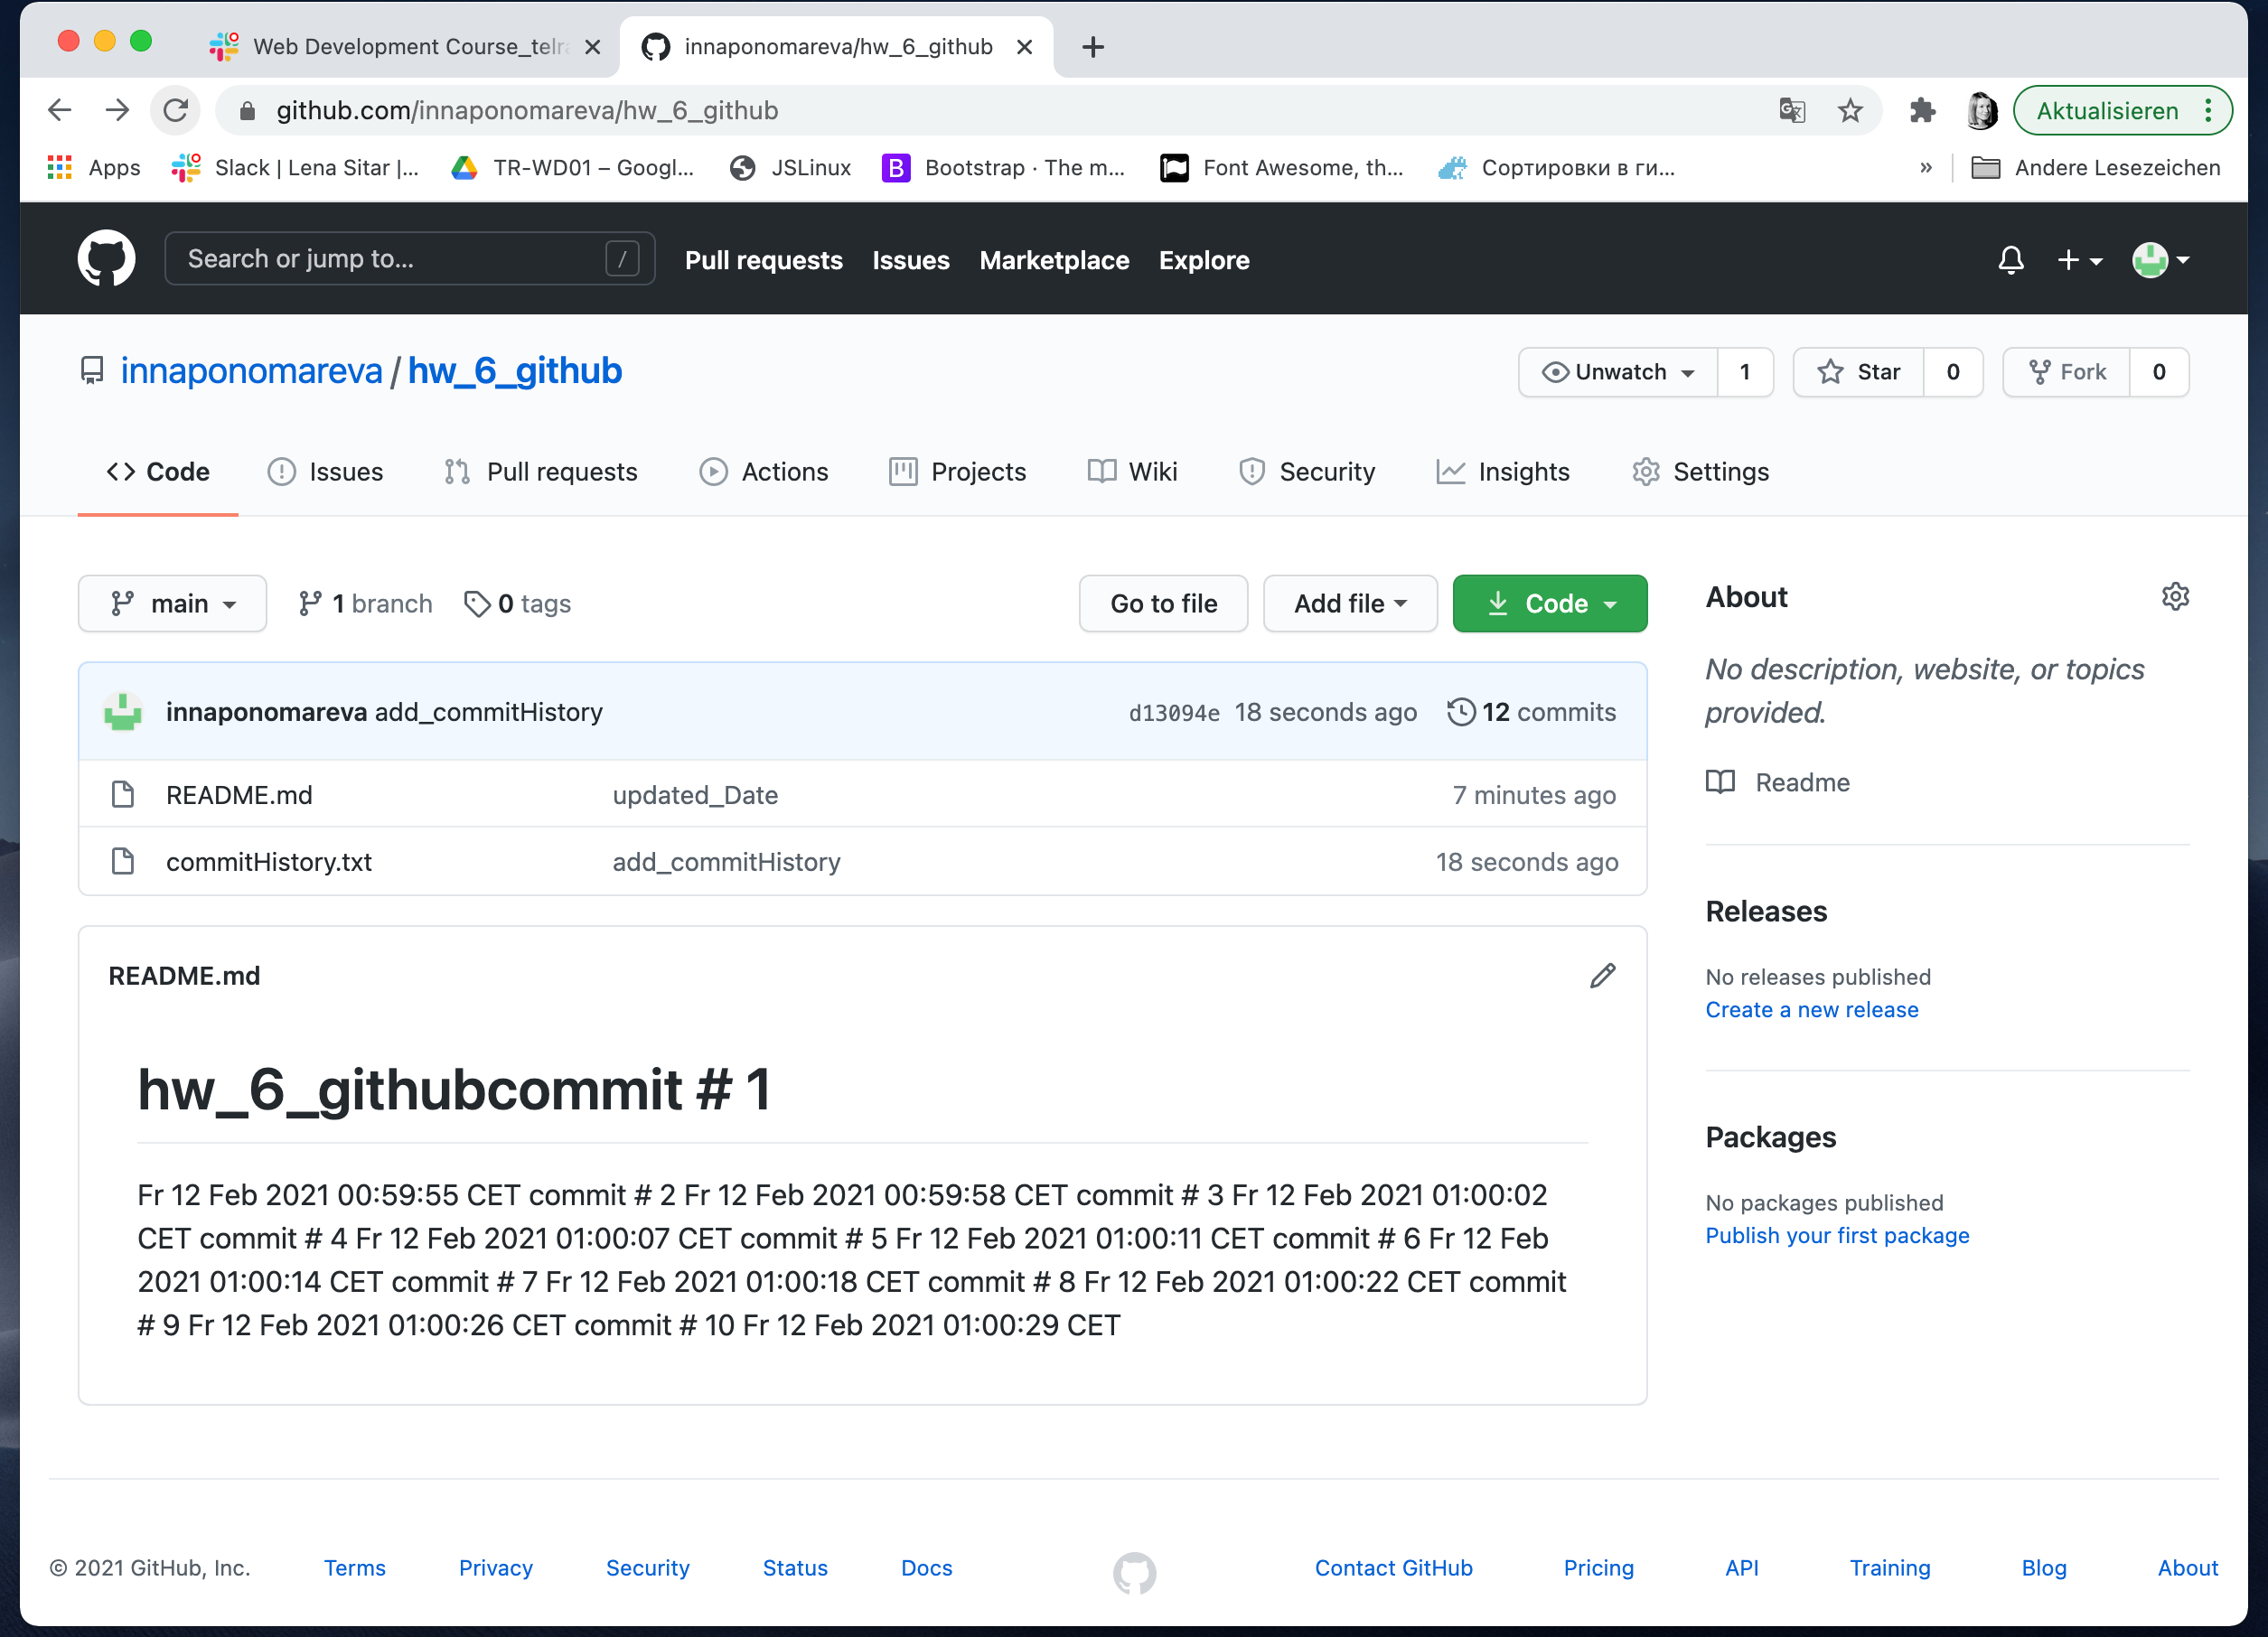 Web Development Course_telr
innaponomareva/hw_6_github
github.com/innaponomareva/hw_6_github
Aktualisieren
Apps
Slack | Lena Sitar |...
TR-WD01 – Googl...
JSLinux
B
Bootstrap · The m...
Font Awesome, th...
Сортировки в ги...
»
Andere Lesezeichen
Search or jump to...
/
Pull requests
Issues
Marketplace
Explore
innaponomareva / hw_6_github
Unwatch
1
Star
0
Fork
0
Code
Issues
Pull requests
Actions
Projects
Wiki
Security
Insights
Settings
main
1 branch
0 tags
Go to file
Add file
Code
innaponomareva add_commitHistory
d13094e 18 seconds ago
12 commits
README.md
updated_Date
7 minutes ago
commitHistory.txt
add_commitHistory
18 seconds ago
README.md
hw_6_githubcommit # 1
Fr 12 Feb 2021 00:59:55 CET commit # 2 Fr 12 Feb 2021 00:59:58 CET commit # 3 Fr 12 Feb 2021 01:00:02
CET commit # 4 Fr 12 Feb 2021 01:00:07 CET commit # 5 Fr 12 Feb 2021 01:00:11 CET commit # 6 Fr 12 Feb
2021 01:00:14 CET commit # 7 Fr 12 Feb 2021 01:00:18 CET commit # 8 Fr 12 Feb 2021 01:00:22 CET commit
# 9 Fr 12 Feb 2021 01:00:26 CET commit # 10 Fr 12 Feb 2021 01:00:29 CET
About
No description, website, or topics
provided.
Readme
Releases
No releases published
Create a new release
Packages
No packages published
Publish your first package
© 2021 GitHub, Inc.
Terms
Privacy
Security
Status
Docs
Contact GitHub
Pricing
API
Training
Blog
About